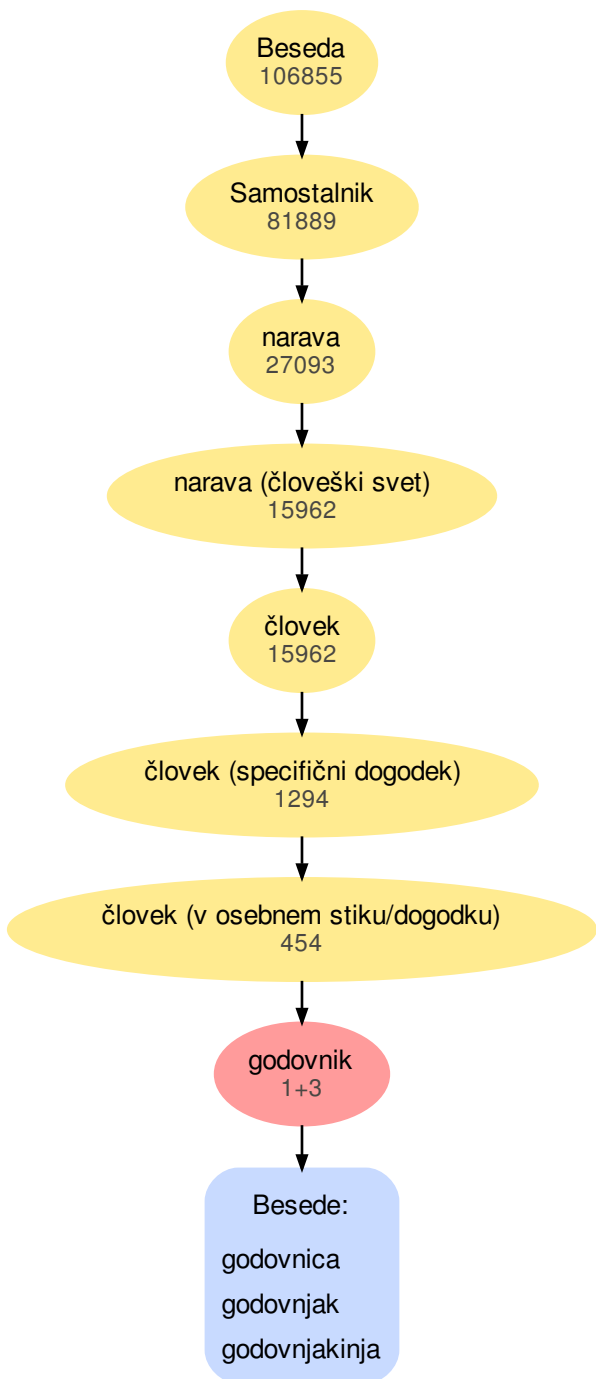 Beseda
106855
Samostalnik
81889
narava
27093
narava (človeški svet)
15962
človek
15962
človek (specifični dogodek)
1294
človek (v osebnem stiku/dogodku)
454
godovnik
1+3
Besede:
godovnica
godovnjak
godovnjakinja